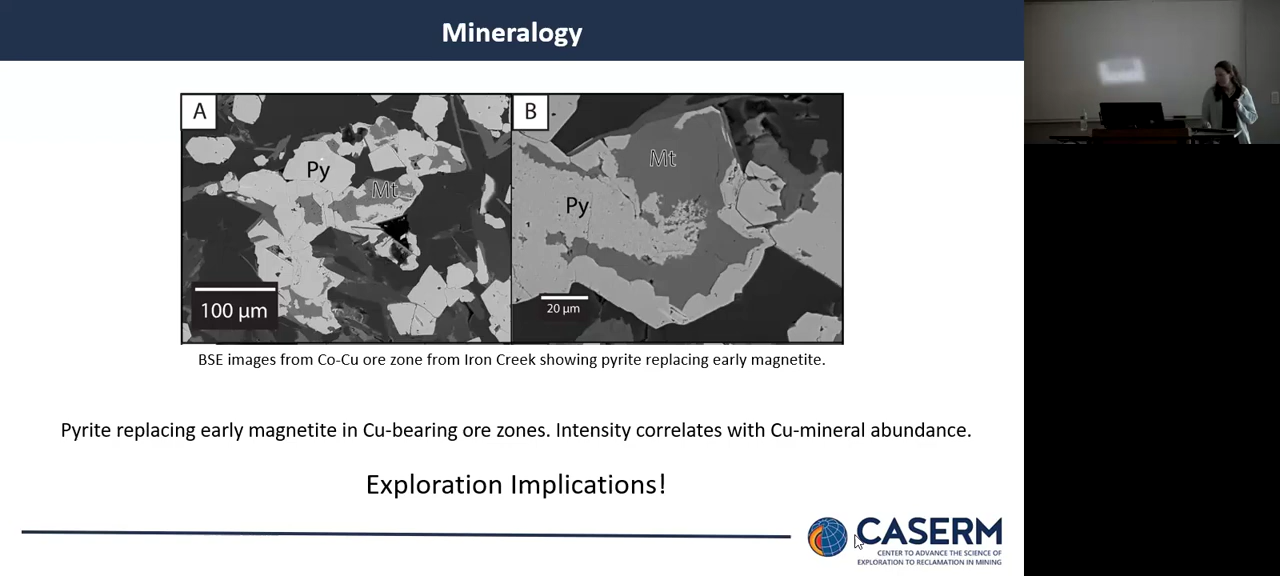 Mineralogy
A
B
Py
Mt
100 µm
Mt
Py
20 µm
BSE images from Co-Cu ore zone from Iron Creek showing pyrite replacing early magnetite.
Pyrite replacing early magnetite in Cu-bearing ore zones. Intensity correlates with Cu-mineral abundance.
Exploration Implications!
CASERM
CENTER TO ADVANCE THE SCIENCE OF
EXPLORATION TO RECLAMATION IN MINING